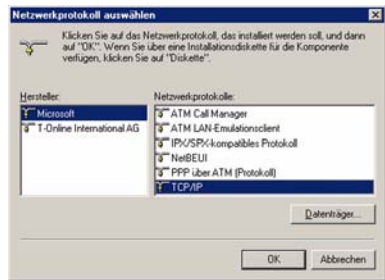 Netzwerkprotokoll auswählen
Klicken Sie auf das Netzwerkprotokoll, das installiert werden soll, und dann
auf "OK". Wenn Sie über eine Installationsdiskette für die Komponente
verfügen, klicken Sie auf "Diskette".
Hersteller:
Microsoft
T-Online International AG
Netzwerkprotokolle:
ATM Call Manager
ATM LAN-Emulationsclient
IPX/SPX-kompatibles Protokoll
NetBEUI
PPP über ATM (Protokoll)
TCP/IP
Datenträger...
OK
Abbrechen